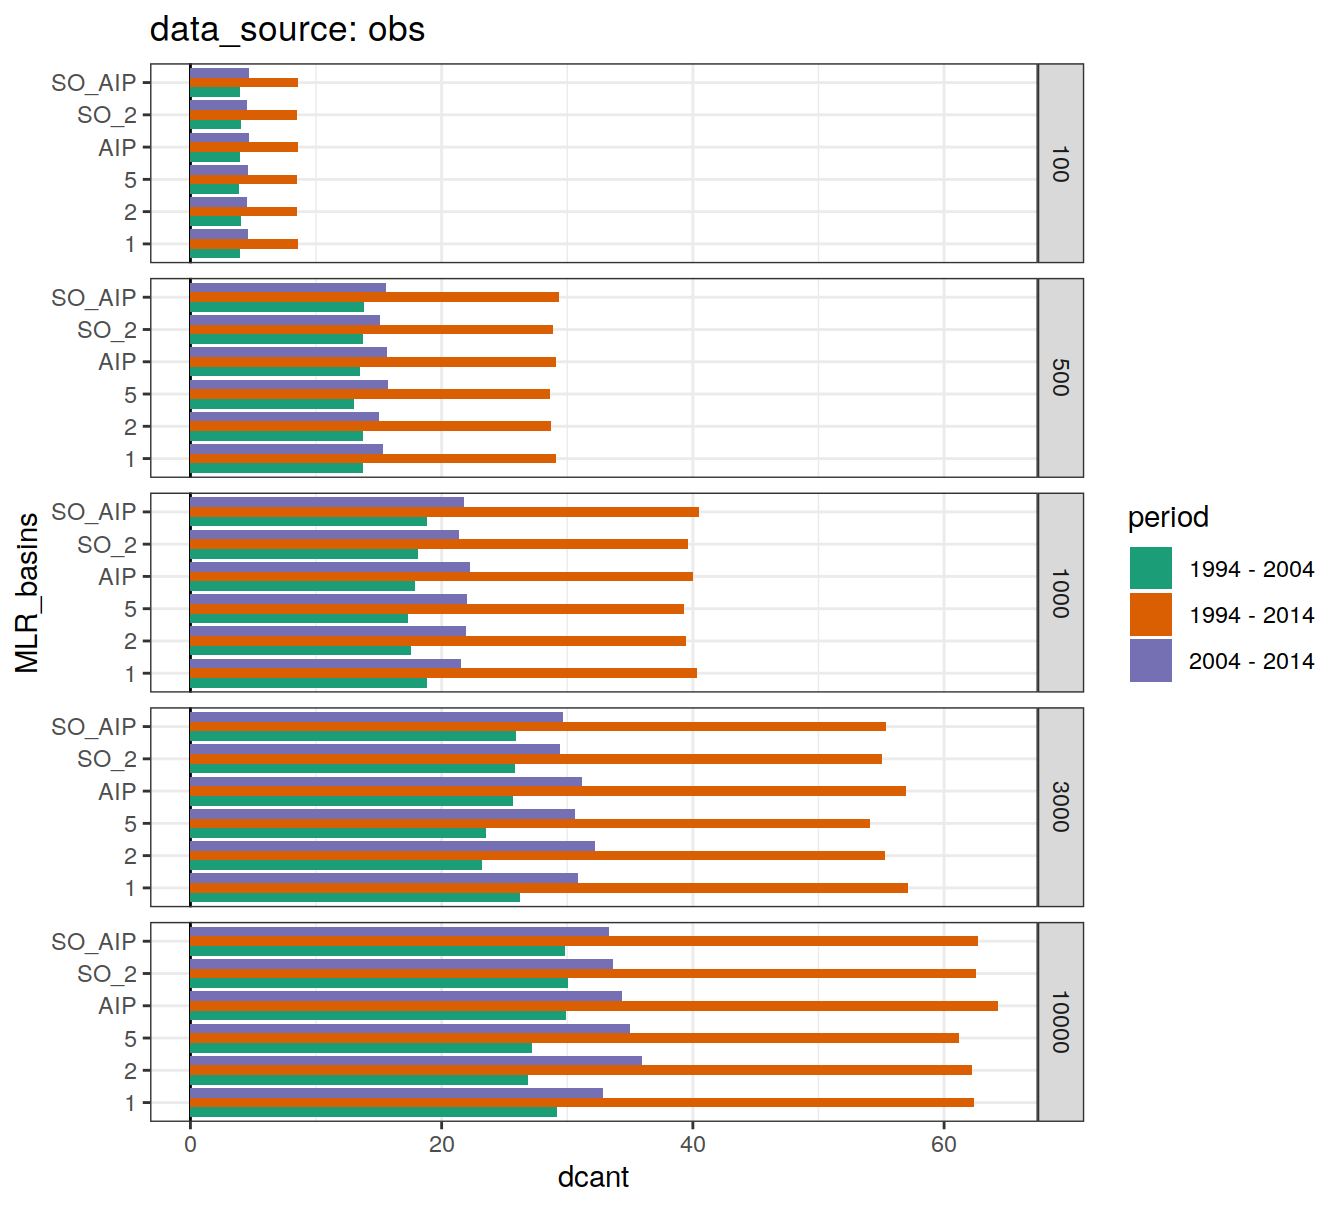 data_source: obs
SO_AIP
SO_2
AIP
5
2
1
100
SO_AIP
SO_2
AIP
5
2
1
500
SO_AIP
SO_2
AIP
5
2
1
1000
SO_AIP
SO_2
AIP
5
2
1
3000
SO_AIP
SO_2
AIP
5
2
1
10000
0 20 40 60
dcant
MLR_basins
period
1994 - 2004
1994 - 2014
2004 - 2014